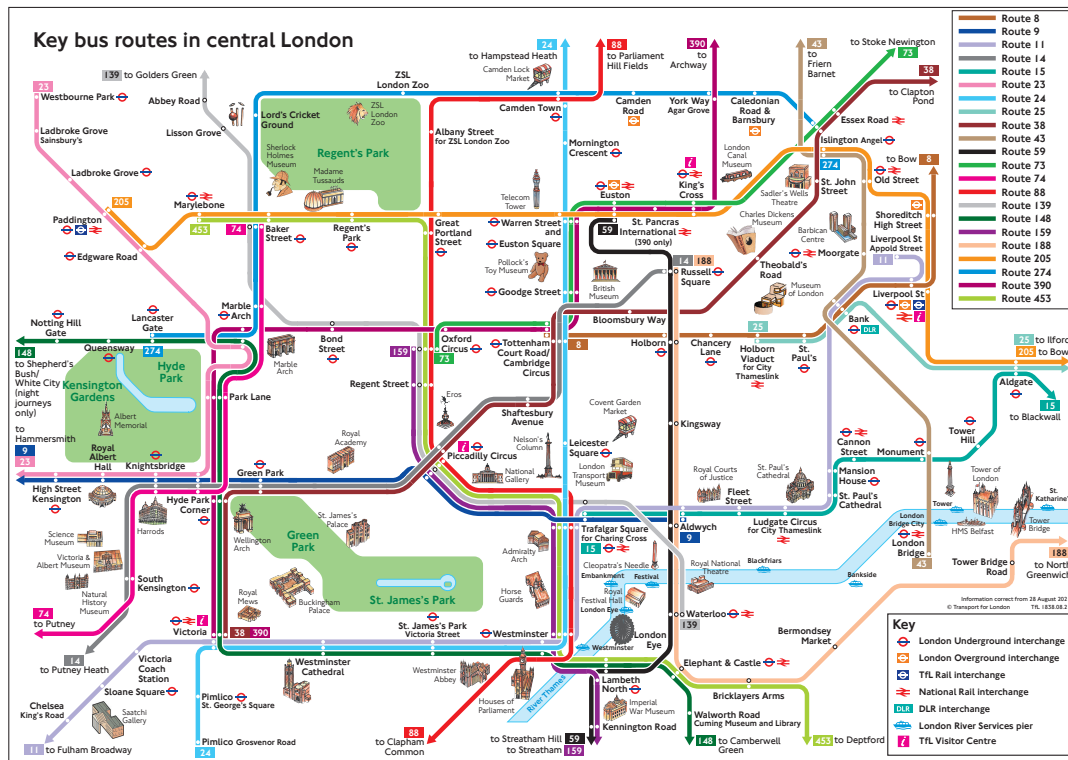 Key bus routes in central London
139
to Golders Green
23
Westbourne Park
Abbey Road
Ladbroke Grove
Sainsbury's
Lisson Grove
Ladbroke Grove
205
Paddington
Marylebone
453
74
Baker
Street
Edgware Road
Lord's Cricket
Ground
ZSL
London Zoo
ZSL
London
Zoo
Sherlock
Holmes
Museum
Regent's Park
Madame
Tussauds
Regent's
Park
Albany Street
for ZSL London Zoo
Great
Portland
Street
24
to Hampstead Heath
Camden Lock
Market
Camden Town
88
to Parliament
Hill Fields
Camden
Road
390
to
Archway
York Way
Agar Grove
Caledonian
Road &
Barnsbury
43
to
Friern
Barnet
to Stoke Newington
73
38
to Clapton
Pond
Essex Road
Islington Angel
274
to Bow
8
Mornington
Crescent
Telecom
Tower
Euston
King's
Cross
London
Canal
Museum
Sadler's Wells
Theatre
St. John
Street
Old Street
Shoreditch
High Street
Liverpool St
Appold Street
11
Warren Street
and
Euston Square
59
St. Pancras
International
(390 only)
Charles Dickens
Museum
Barbican
Centre
Moorgate
Pollock's
Toy Museum
British
Museum
14
188
Russell
Square
Theobald's
Road
Museum
of London
Goodge Street
Liverpool St
Bank
DLR
Bloomsbury Way
Marble
Arch
Notting Hill
Gate
Lancaster
Gate
Queensway
274
148
to Shepherd's
Bush/
White City
(night
journeys
only)
Kensington
Gardens
Hyde
Park
Albert
Memorial
Bond
Street
Marble
Arch
159
Oxford
Circus
73
Tottenham
Court Road/
Cambridge
Circus
8
Holborn
Chancery
Lane
25
Holborn
Viaduct
for City
Thameslink
St.
Paul's
25
to Ilford
205
to Bow
Aldgate
15
to Blackwall
Regent Street
Park Lane
Eros
Shaftesbury
Avenue
Covent Garden
Market
Kingsway
Tower
Hill
to
Hammersmith
9
23
Royal
Albert
Hall
Knightsbridge
Green Park
Royal
Academy
Piccadilly Circus
Nelson's
Column
National
Gallery
Leicester
Square
London
Transport
Museum
Royal Courts
of Justice
St. Paul's
Cathedral
Cannon
Street
Monument
Mansion
House
High Street
Kensington
Harrods
Hyde Park
Corner
Fleet
Street
St. Paul's
Cathedral
Tower of
London
St.
Katharine's
Science
Museum
Victoria &
Albert Museum
Natural
History
Museum
Wellington
Arch
Green
Park
St. James's
Palace
Admiralty
Arch
Trafalgar Square
for Charing Cross
15
Aldwych
9
Ludgate Circus
for City
Thameslink
London
Bridge City
Tower
HMS Belfast
Tower
Bridge
London
Bridge
43
Cleopatra's Needle
Embankment
Festival
Royal National
Theatre
Blackfriars
Bankside
Tower Bridge
Road
188
to North
Greenwich
South
Kensington
Royal
Mews
Buckingham
Palace
St. James's Park
Horse
Guards
Royal
Festival Hall
London Eye
74
to Putney
Victoria
38
390
St. James's Park
Victoria Street
Westminster
Westminster
London
Eye
Waterloo
139
Bermondsey
Market
14
to Putney Heath
Victoria
Coach
Station
Sloane Square
Westminster
Cathedral
Westminster
Abbey
Houses of
Parliament
River Thames
Elephant & Castle
Lambeth
North
Imperial
War Museum
Bricklayers Arms
Chelsea
King's Road
Saatchi
Gallery
Pimlico
St. George's Square
Pimlico Grosvenor Road
24
11
to Fulham Broadway
88
to Clapham
Common
Kennington Road
to Streatham Hill
59
to Streatham
159
Walworth Road
Cuming Museum and Library
148
to Camberwell
Green
453
to Deptford
Route 8
Route 9
Route 11
Route 14
Route 15
Route 23
Route 24
Route 25
Route 38
Route 43
Route 59
Route 73
Route 74
Route 88
Route 139
Route 148
Route 159
Route 188
Route 205
Route 274
Route 390
Route 453
Information correct from 28 August 202
© Transport for London TfL 1838.08.2
Key
London Underground interchange
London Overground interchange
TfL Rail interchange
National Rail interchange
DLR
DLR interchange
London River Services pier
TfL Visitor Centre